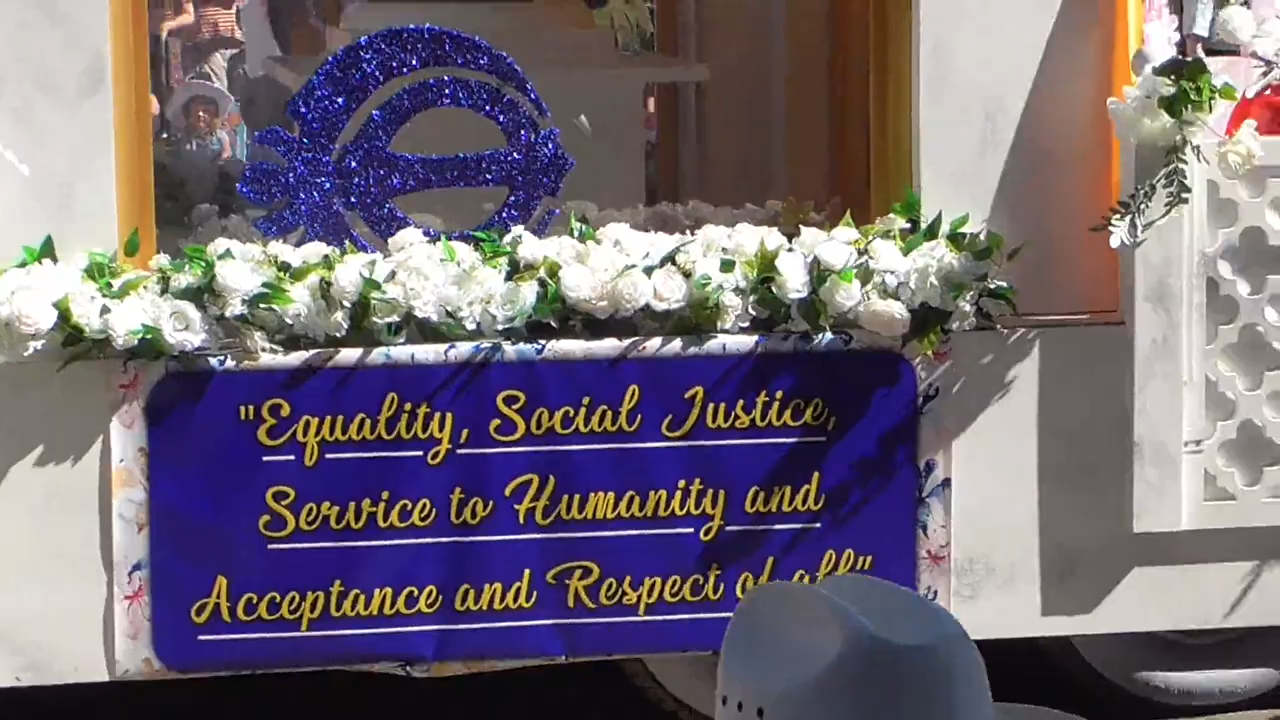 "Equality, Social Justice,
Service to Humanity and
Acceptance and Respect of all"